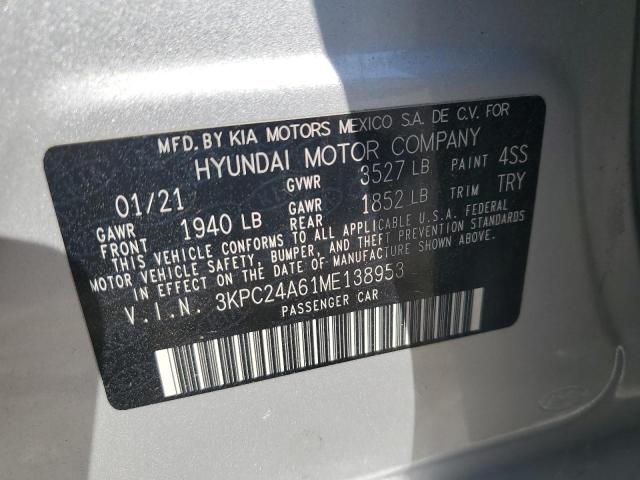 MFD. BY KIA MOTORS MEXICO S.A. DE C.V. FOR
HYUNDAI MOTOR COMPANY
01/21 GVWR 3527 LB PAINT 4SS
GAWR FRONT 1940 LB GAWR REAR 1852 LB TRIM TRY
THIS VEHICLE CONFORMS TO ALL APPLICABLE U.S.A. FEDERAL
MOTOR VEHICLE SAFETY, BUMPER, AND THEFT PREVENTION STANDARDS
IN EFFECT ON THE DATE OF MANUFACTURE SHOWN ABOVE.
V.I.N. 3KPC24A61ME138953
PASSENGER CAR